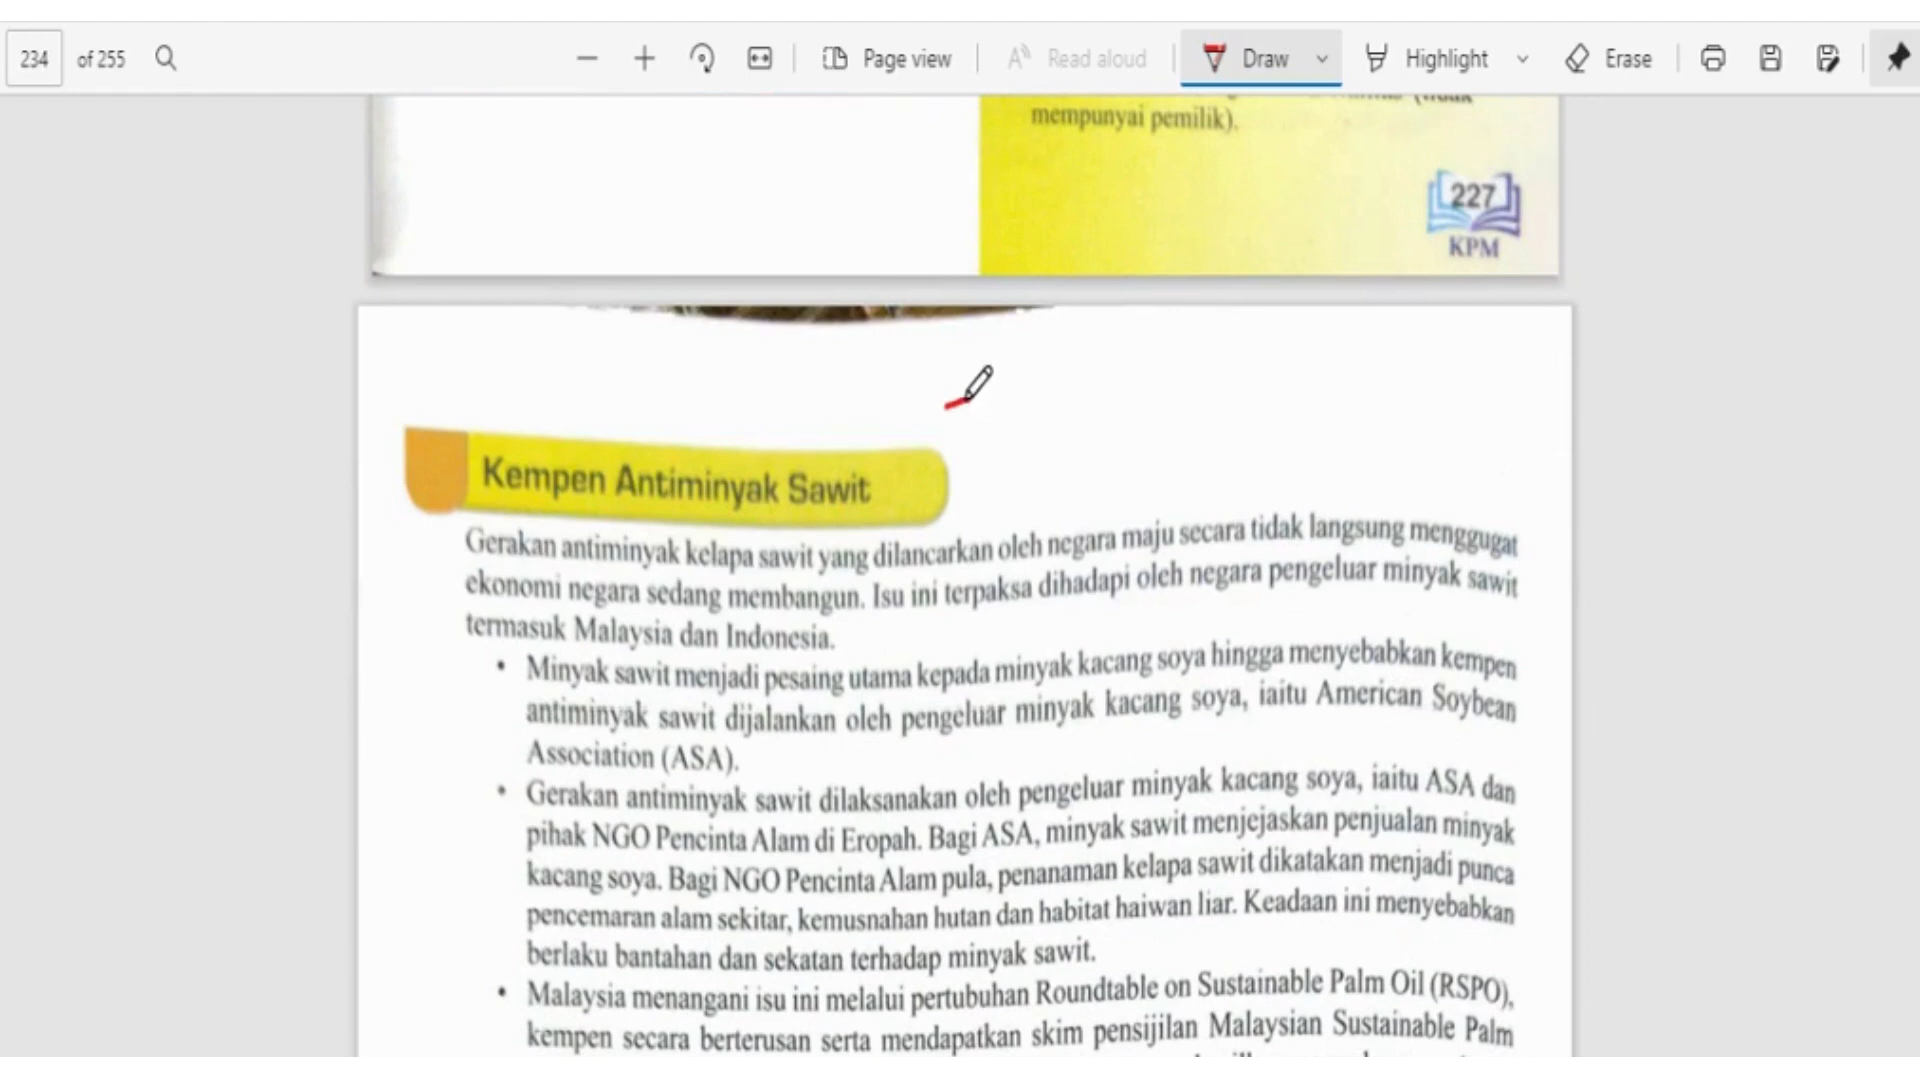 234 of 255 Page view Read aloud Draw Highlight Erase
mempunyai pemilik).
227
KPM
Kempen Antiminyak Sawit
Gerakan antiminyak kelapa sawit yang dilancarkan oleh negara maju secara tidak langsung menggugat
ekonomi negara sedang membangun. Isu ini terpaksa dihadapi oleh negara pengeluar minyak sawit
termasuk Malaysia dan Indonesia.
• Minyak sawit menjadi pesaing utama kepada minyak kacang soya hingga menyebabkan kempen
antiminyak sawit dijalankan oleh pengeluar minyak kacang soya, iaitu American Soybean
Association (ASA).
• Gerakan antiminyak sawit dilaksanakan oleh pengeluar minyak kacang soya, iaitu ASA dan
pihak NGO Pencinta Alam di Eropah. Bagi ASA, minyak sawit menjejaskan penjualan minyak
kacang soya. Bagi NGO Pencinta Alam pula, penanaman kelapa sawit dikatakan menjadi punca
pencemaran alam sekitar, kemusnahan hutan dan habitat haiwan liar. Keadaan ini menyebabkan
berlaku bantahan dan sekatan terhadap minyak sawit.
• Malaysia menangani isu ini melalui pertubuhan Roundtable on Sustainable Palm Oil (RSPO),
kempen secara berterusan serta mendapatkan skim pensijilan Malaysian Sustainable Palm